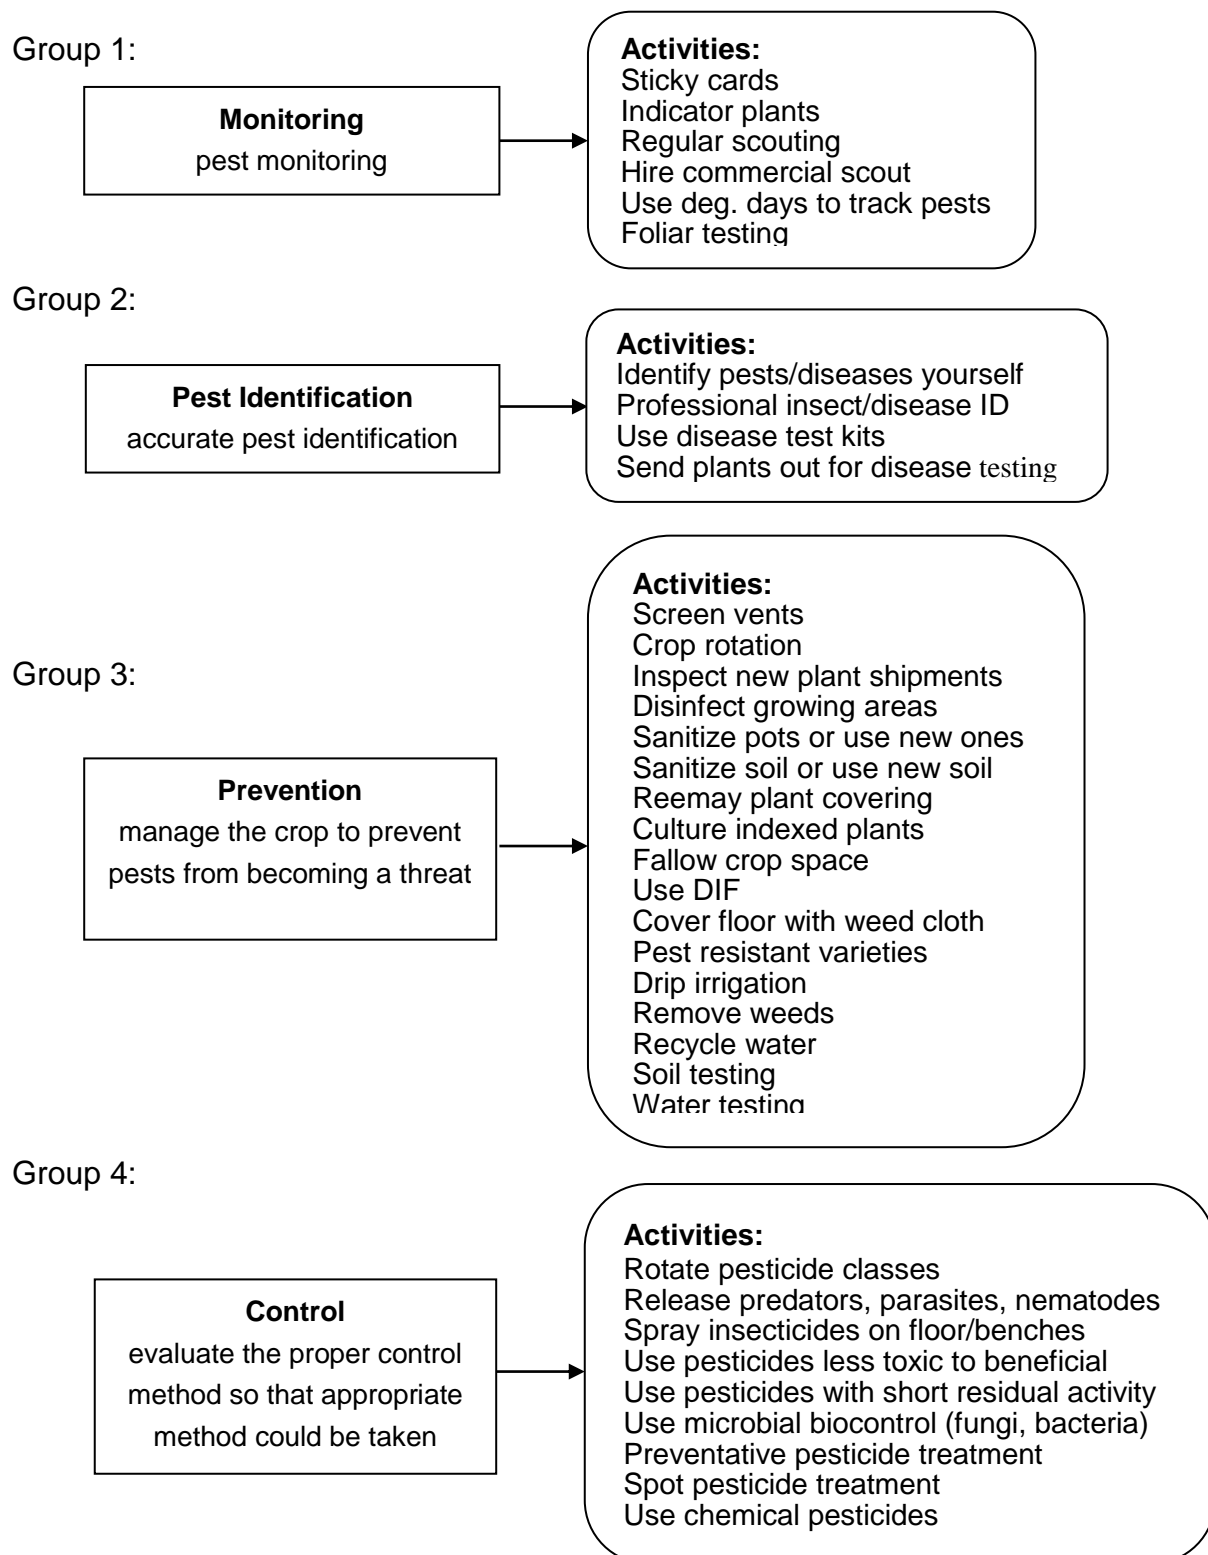 Group 1:
Monitoring
pest monitoring
Activities:
Sticky cards
Indicator plants
Regular scouting
Hire commercial scout
Use deg. days to track pests
Foliar testing
Group 2:
Pest Identification
accurate pest identification
Activities:
Identify pests/diseases yourself
Professional insect/disease ID
Use disease test kits
Send plants out for disease testing
Group 3:
Prevention
manage the crop to prevent
pests from becoming a threat
Activities:
Screen vents
Crop rotation
Inspect new plant shipments
Disinfect growing areas
Sanitize pots or use new ones
Sanitize soil or use new soil
Reemay plant covering
Culture indexed plants
Fallow crop space
Use DIF
Cover floor with weed cloth
Pest resistant varieties
Drip irrigation
Remove weeds
Recycle water
Soil testing
Water testing
Group 4:
Control
evaluate the proper control
method so that appropriate
method could be taken
Activities:
Rotate pesticide classes
Release predators, parasites, nematodes
Spray insecticides on floor/benches
Use pesticides less toxic to beneficial
Use pesticides with short residual activity
Use microbial biocontrol (fungi, bacteria)
Preventative pesticide treatment
Spot pesticide treatment
Use chemical pesticides